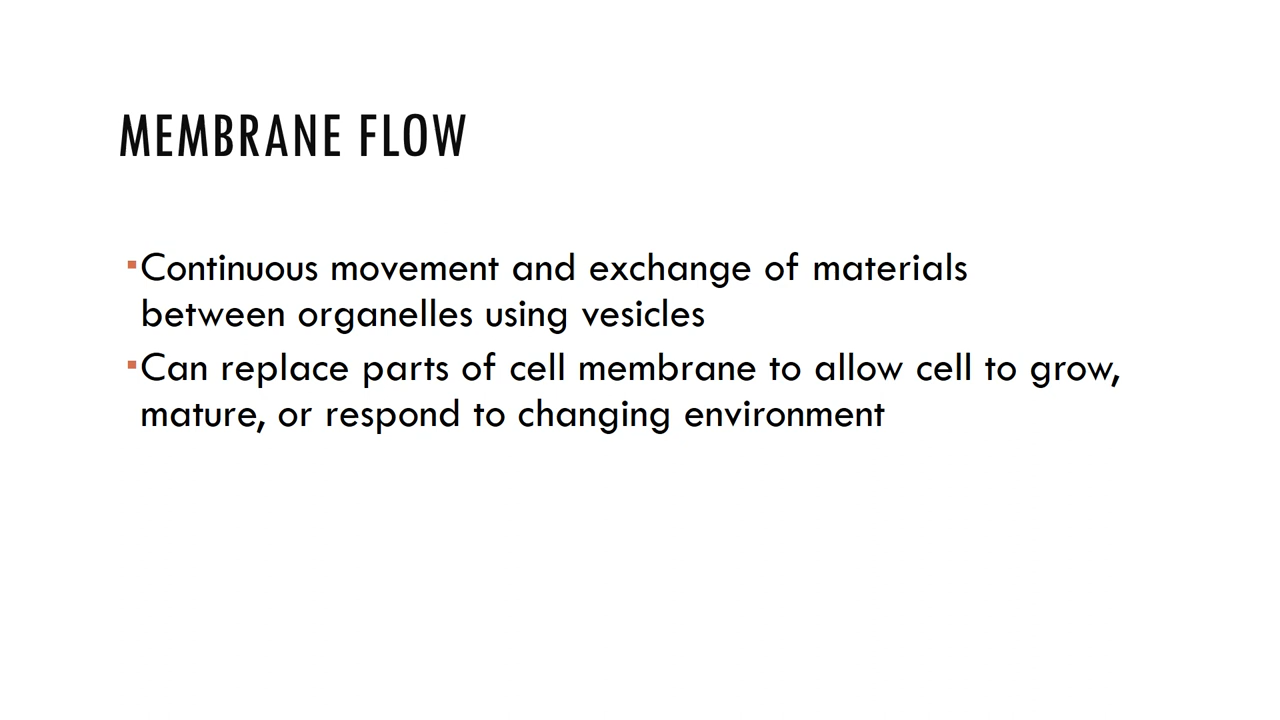 MEMBRANE FLOW
▪Continuous movement and exchange of materials
between organelles using vesicles
▪Can replace parts of cell membrane to allow cell to grow,
mature, or respond to changing environment